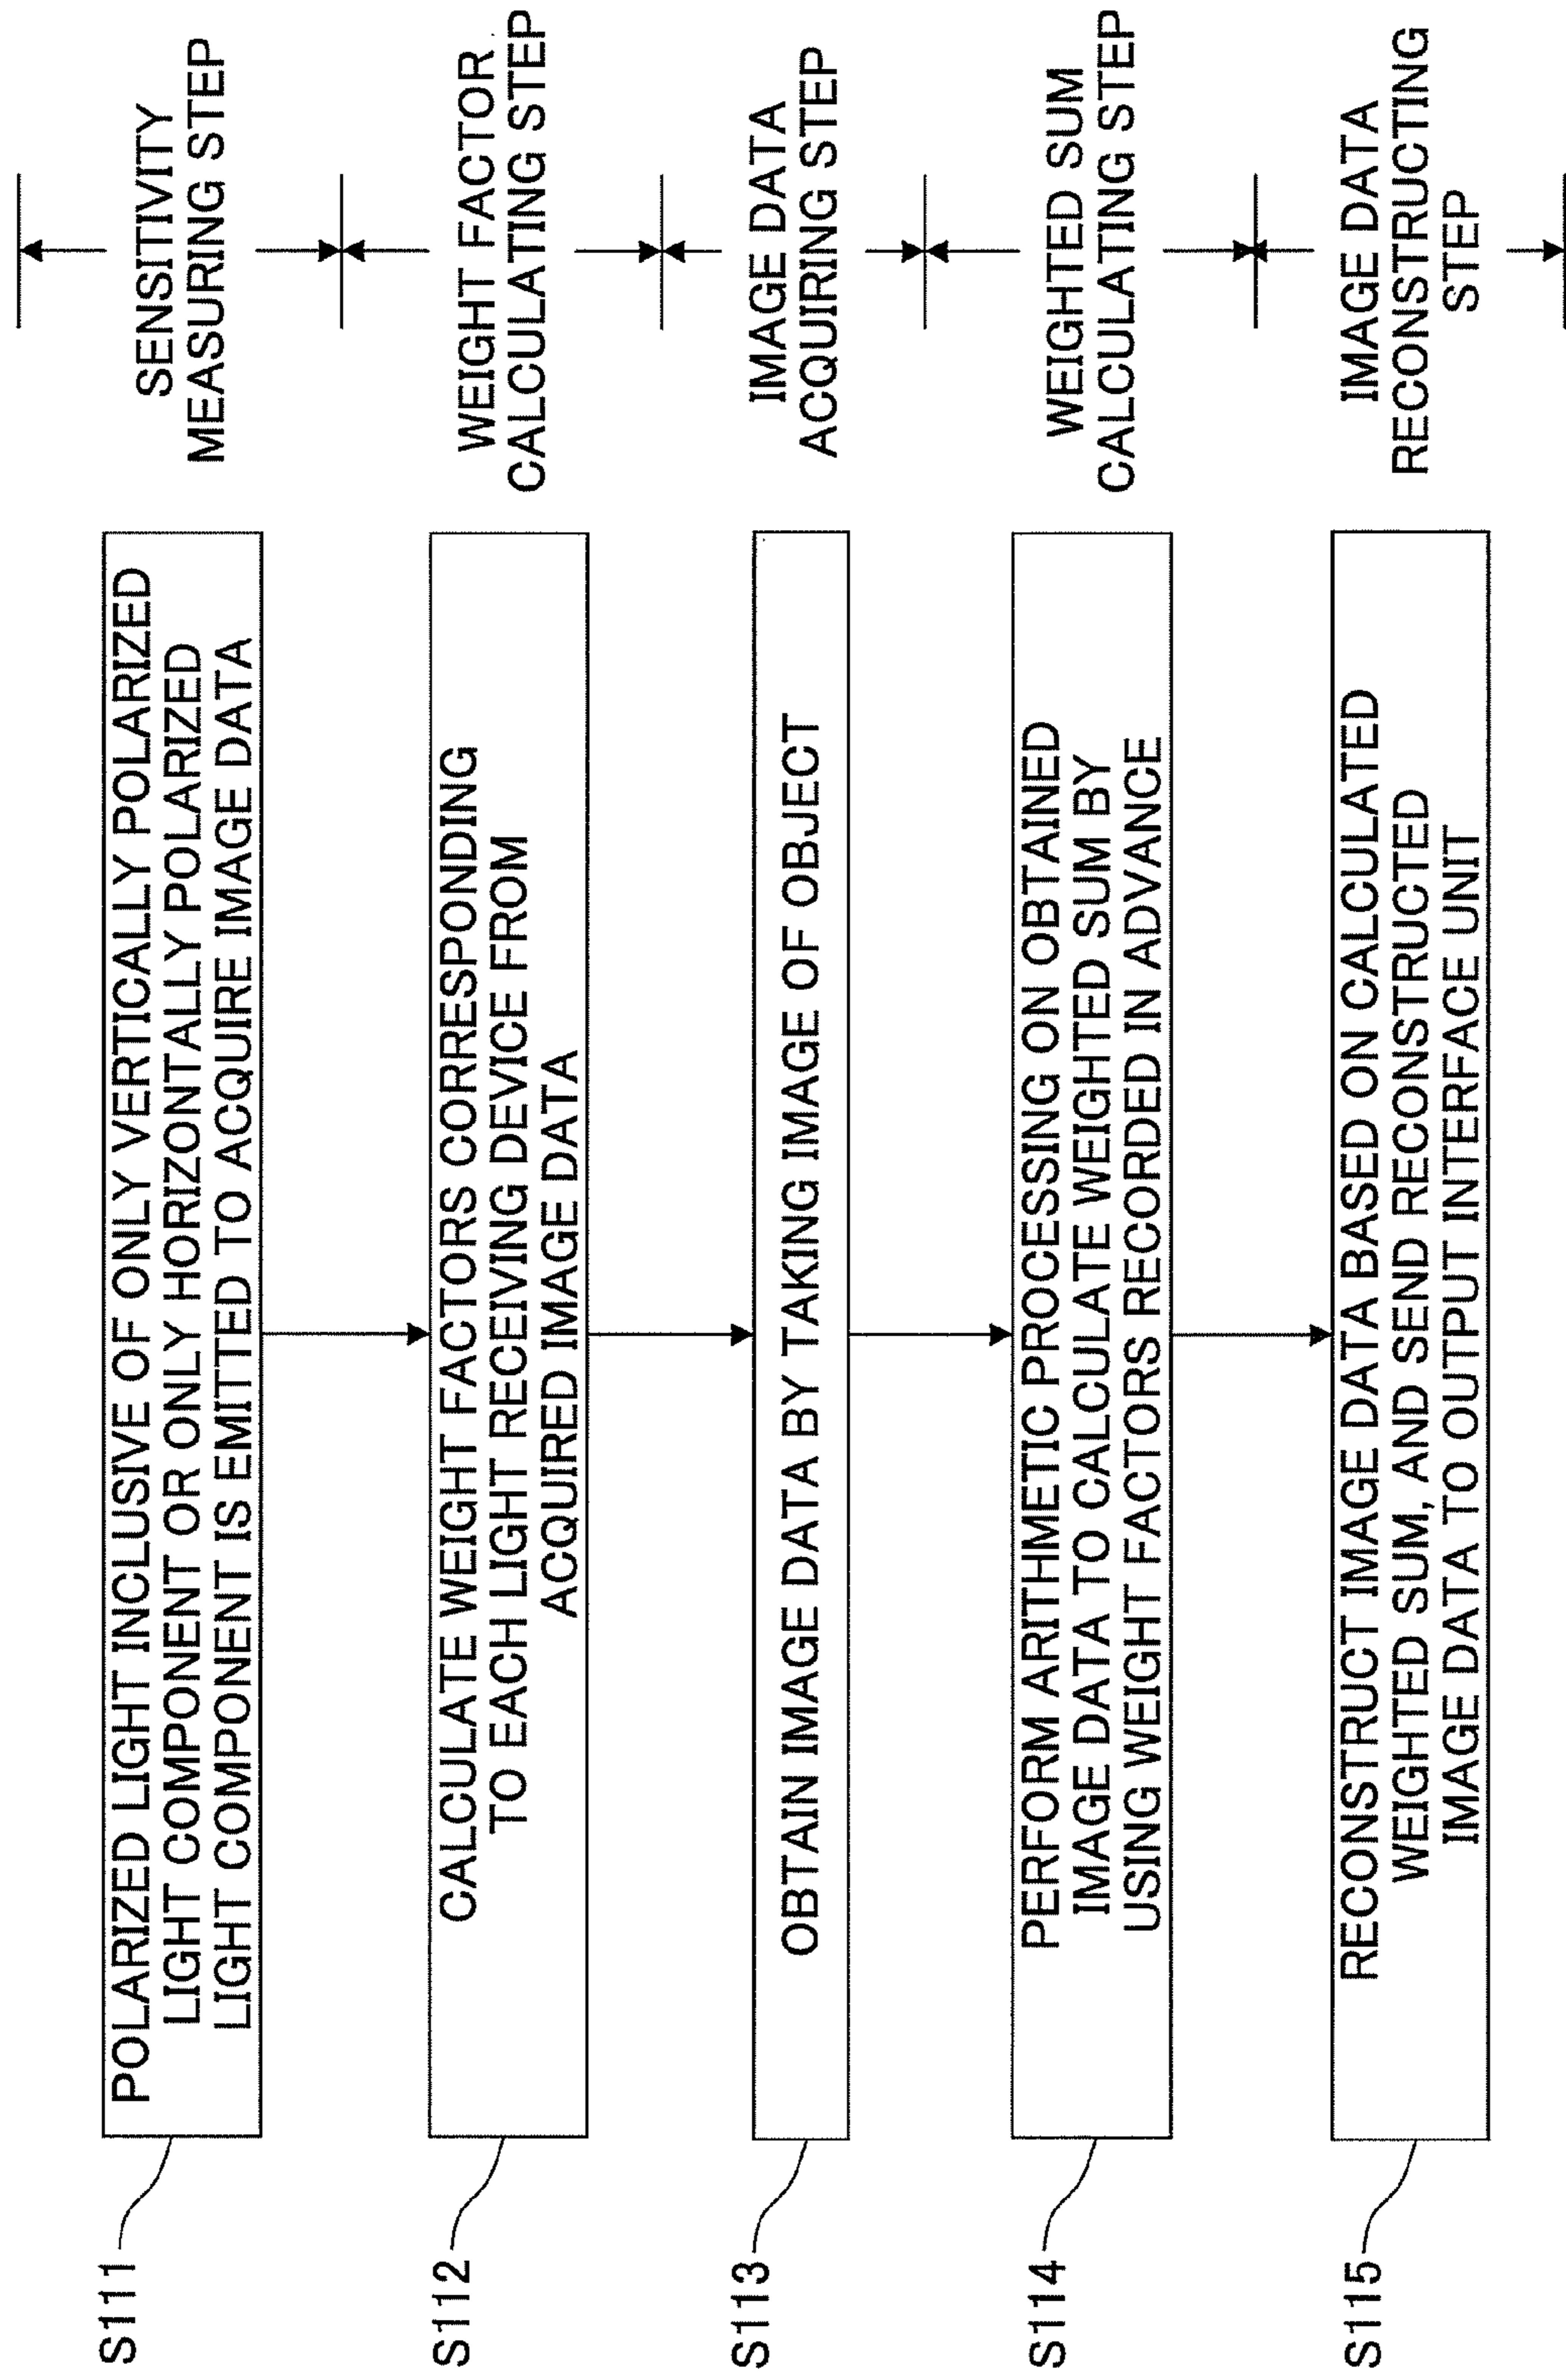 S111
POLARIZED LIGHT INCLUSIVE OF ONLY VERTICALLY POLARIZED
LIGHT COMPONENT OR ONLY HORIZONTALLY POLARIZED
LIGHT COMPONENT IS EMITTED TO ACQUIRE IMAGE DATA
SENSITIVITY
MEASURING STEP
S112
CALCULATE WEIGHT FACTORS CORRESPONDING
TO EACH LIGHT RECEIVING DEVICE FROM
ACQUIRED IMAGE DATA
WEIGHT FACTOR
CALCULATING STEP
S113
OBTAIN IMAGE DATA BY TAKING IMAGE OF OBJECT
IMAGE DATA
ACQUIRING STEP
S114
PERFORM ARITHMETIC PROCESSING ON OBTAINED
IMAGE DATA TO CALCULATE WEIGHTED SUM BY
USING WEIGHT FACTORS RECORDED IN ADVANCE
WEIGHTED SUM
CALCULATING STEP
S115
RECONSTRUCT IMAGE DATA BASED ON CALCULATED
WEIGHTED SUM, AND SEND RECONSTRUCTED
IMAGE DATA TO OUTPUT INTERFACE UNIT
IMAGE DATA
RECONSTRUCTING
STEP